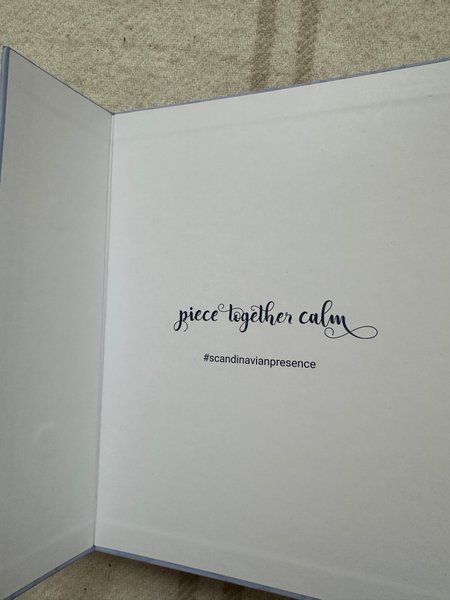 piece together calm
#scandinavianpresence